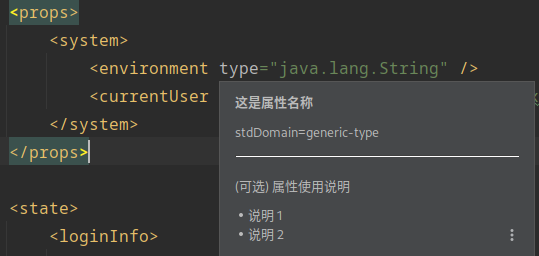 <props>
<system>
<environment type="java.lang.String" />
<currentUser
</system>
</props>
<state>
<loginInfo>
这是属性名称
stdDomain=generic-type
(可选) 属性使用说明
• 说明 1
• 说明 2